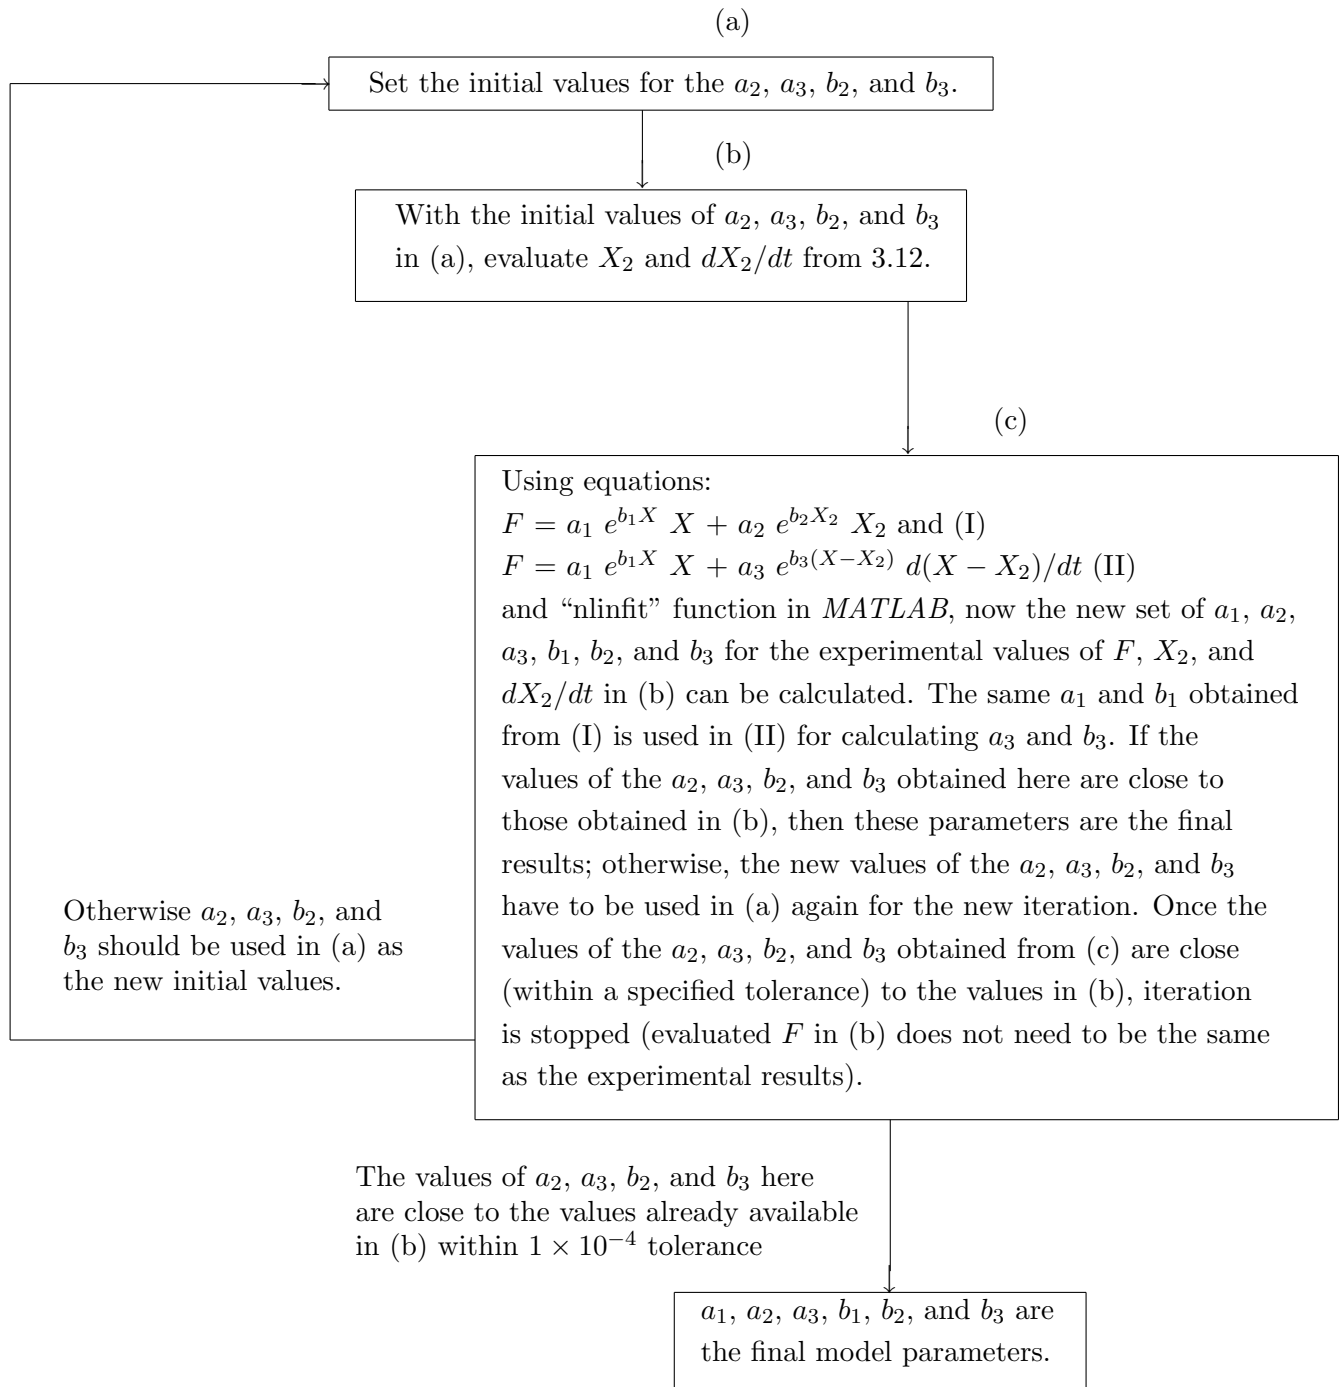 (a)
Set the initial values for the a₂, a₃, b₂, and b₃.
(b)
With the initial values of a₂, a₃, b₂, and b₃
in (a), evaluate X₂ and dX₂/dt from 3.12.
(c)
Using equations:
F = a₁ e^{b₁X} X + a₂ e^{b₂X₂} X₂ and (I)
F = a₁ e^{b₁X} X + a₃ e^{b₃(X−X₂)} d(X − X₂)/dt (II)
and “nlinfit” function in MATLAB, now the new set of a₁, a₂,
a₃, b₁, b₂, and b₃ for the experimental values of F, X₂, and
dX₂/dt in (b) can be calculated. The same a₁ and b₁ obtained
from (I) is used in (II) for calculating a₃ and b₃. If the
values of the a₂, a₃, b₂, and b₃ obtained here are close to
those obtained in (b), then these parameters are the final
results; otherwise, the new values of the a₂, a₃, b₂, and b₃
have to be used in (a) again for the new iteration. Once the
values of the a₂, a₃, b₂, and b₃ obtained from (c) are close
(within a specified tolerance) to the values in (b), iteration
is stopped (evaluated F in (b) does not need to be the same
as the experimental results).
Otherwise a₂, a₃, b₂, and
b₃ should be used in (a) as
the new initial values.
The values of a₂, a₃, b₂, and b₃ here
are close to the values already available
in (b) within 1 × 10⁻⁴ tolerance
a₁, a₂, a₃, b₁, b₂, and b₃ are
the final model parameters.